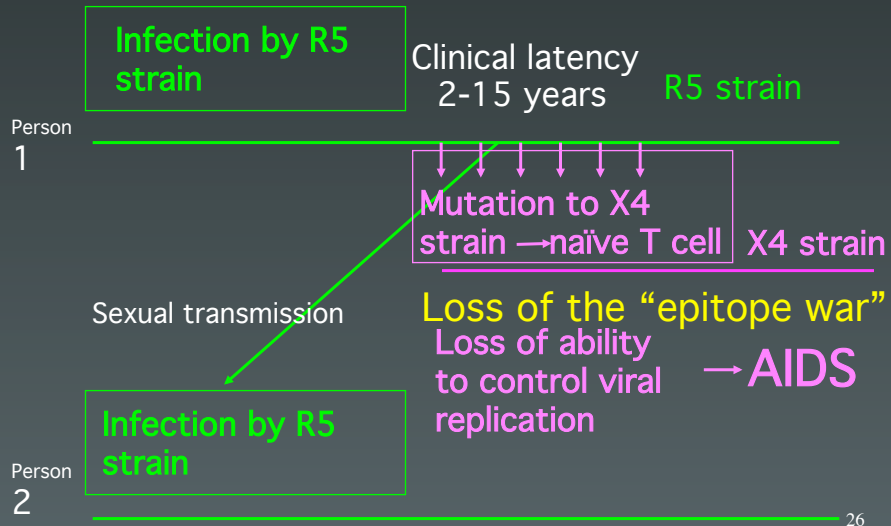 Infection by R5
strain
Clinical latency
2-15 years
R5 strain
Person
1
Mutation to X4
strain →naïve T cell
X4 strain
Sexual transmission
Loss of the “epitope war”
Loss of ability
to control viral
replication
→ AIDS
Infection by R5
strain
Person
2
26